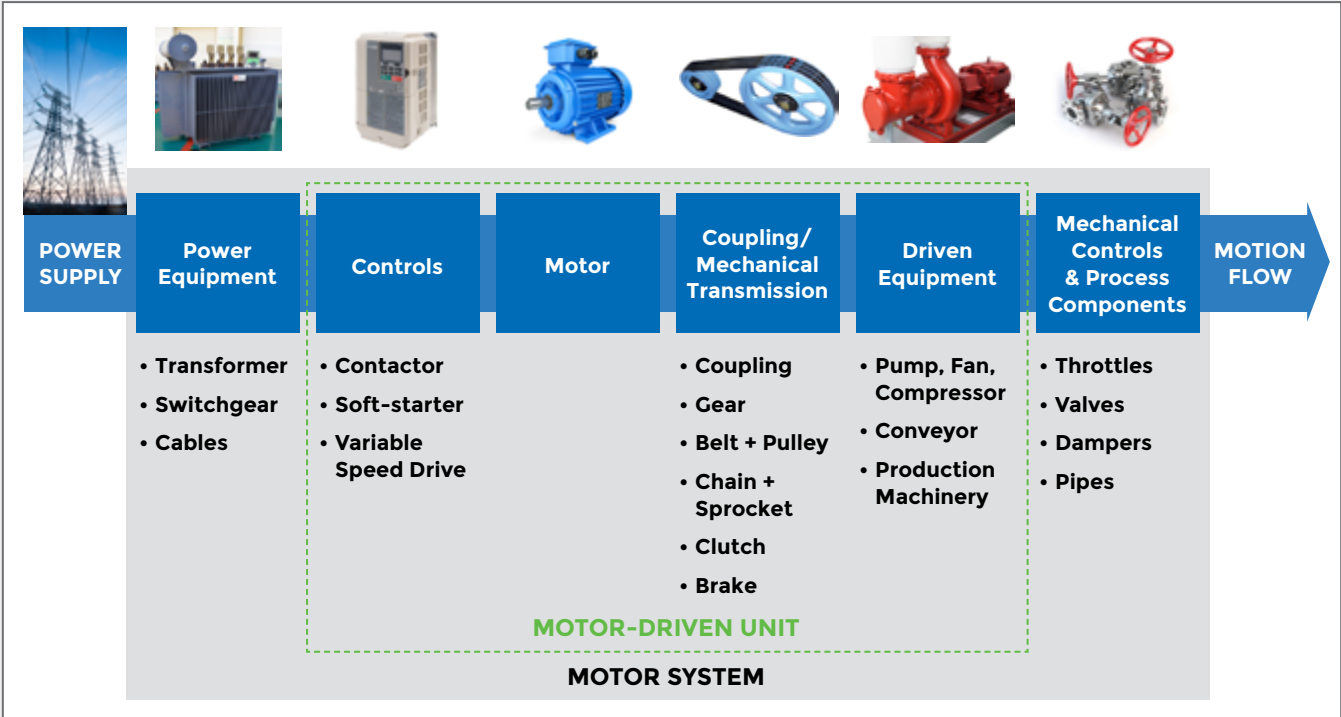 POWER
SUPPLY
Power
Equipment
Controls
Motor
Coupling/
Mechanical
Transmission
Driven
Equipment
Mechanical
Controls
& Process
Components
MOTION
FLOW
• Transformer
• Switchgear
• Cables
• Contactor
• Soft-starter
• Variable
Speed Drive
• Coupling
• Gear
• Belt + Pulley
• Chain +
Sprocket
• Clutch
• Brake
• Pump, Fan,
Compressor
• Conveyor
• Production
Machinery
• Throttles
• Valves
• Dampers
• Pipes
MOTOR-DRIVEN UNIT
MOTOR SYSTEM